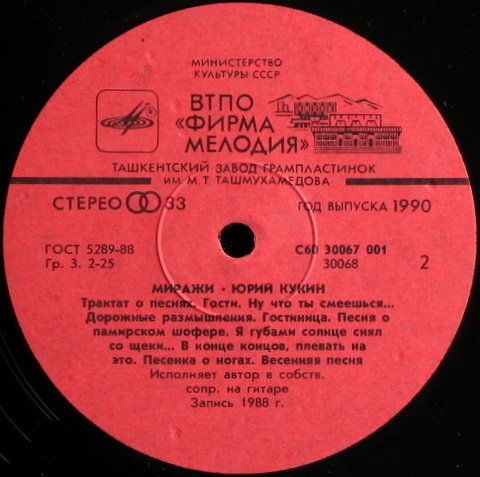 МИНИСТЕРСТВО
КУЛЬТУРЫ СССР
ВТПО
«ФИРМА
МЕЛОДИЯ»
ТАШКЕНТСКИЙ ЗАВОД ГРАМПЛАСТИНОК
ИМ. М. Т. ТАШМУХАМЕДОВА
СТЕРЕО 33
ГОД ВЫПУСКА 1990
ГОСТ 5289-88
Гр. 3. 2-25
С60 30067 001
30068
2
МИРАЖИ · ЮРИЙ КУКИН
Трактат о песнях. Гости. Ну что ты смеешься...
Дорожные размышления. Гостиница. Песня о
памирском шофере. Я губами солнце снял
со щеки... В конце концов, плевать на
это. Песенка о ногах. Весенняя песня
Исполняет автор в собств.
сопр. на гитаре
Запись 1988 г.